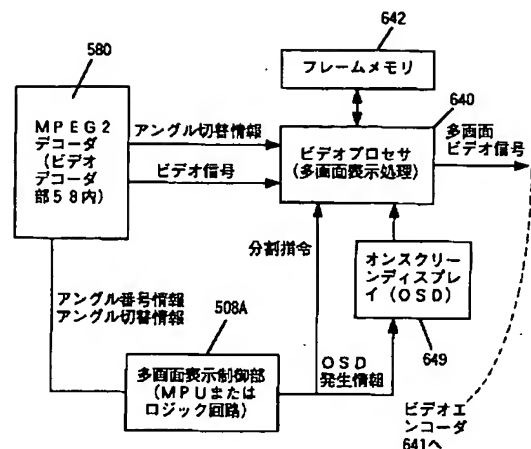 642
580
フレームメモリ
640
MPEG2
デコーダ
(ビデオ
デコーダ
部58内)
アングル切替情報
ビデオ信号
ビデオプロセサ
(多画面表示処理)
多画面
ビデオ信号
分割指令
オンスクリー
ンディスプレ
イ(OSD)
649
アングル番号情報
アングル切替情報
508A
多画面表示制御部
(MPUまたは
ロジック回路)
OSD
発生情報
ビデオエ
ンコーダ
641へ